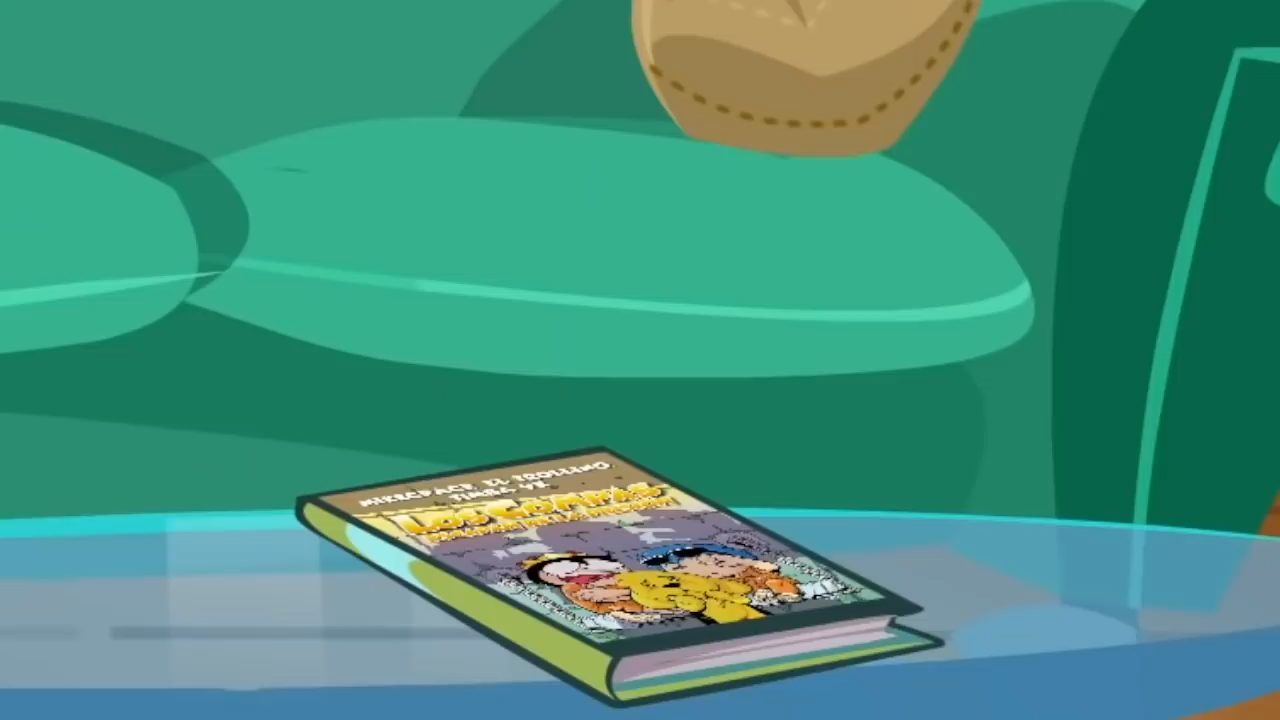 MIKECRACK, EL TROLLINO,
TIMBA VK
LOS COMPAS